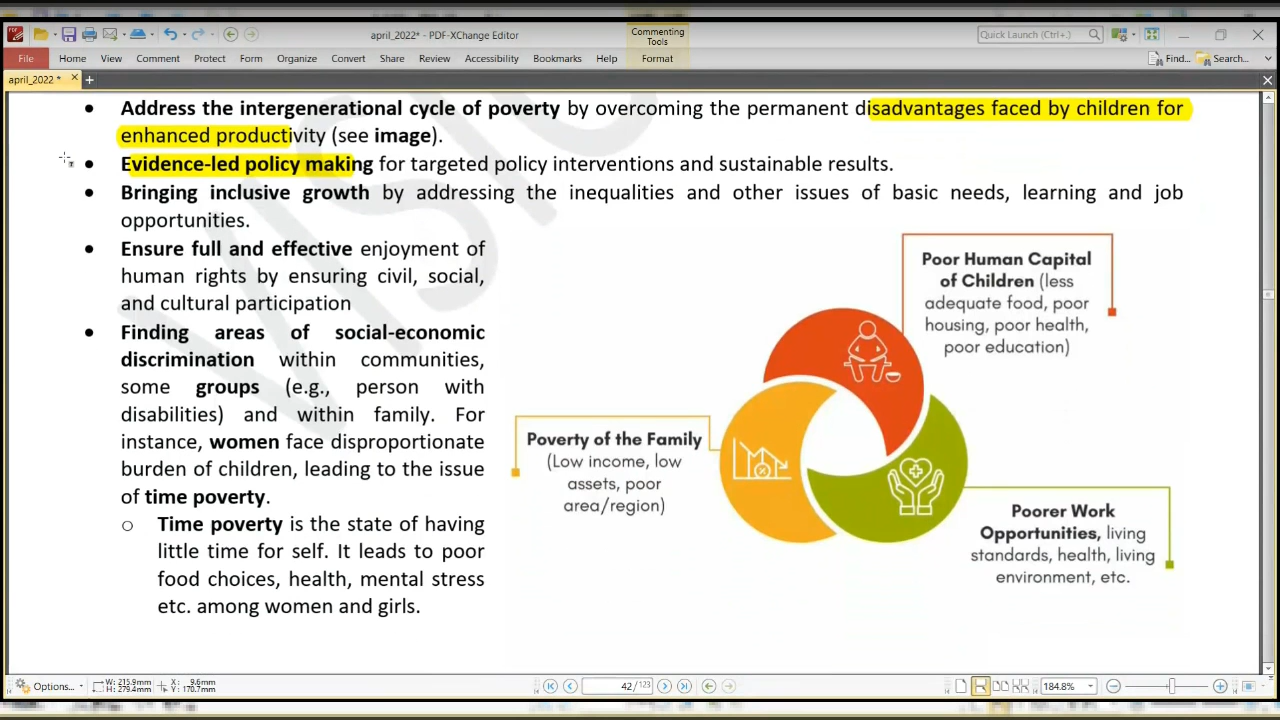 april_2022* - PDF-XChange Editor
Commenting Tools
Quick Launch (Ctrl+.)
File Home View Comment Protect Form Organize Convert Share Review Accessibility Bookmarks Help Format
Find... Search...
april_2022 *
• Address the intergenerational cycle of poverty by overcoming the permanent disadvantages faced by children for
enhanced productivity (see image).
• Evidence-led policy making for targeted policy interventions and sustainable results.
• Bringing inclusive growth by addressing the inequalities and other issues of basic needs, learning and job
opportunities.
• Ensure full and effective enjoyment of
human rights by ensuring civil, social,
and cultural participation
• Finding areas of social-economic
discrimination within communities,
some groups (e.g., person with
disabilities) and within family. For
instance, women face disproportionate
burden of children, leading to the issue
of time poverty.
o Time poverty is the state of having
little time for self. It leads to poor
food choices, health, mental stress
etc. among women and girls.
Poor Human Capital
of Children (less
adequate food, poor
housing, poor health,
poor education)
Poverty of the Family
(Low income, low
assets, poor
area/region)
Poorer Work
Opportunities, living
standards, health, living
environment, etc.
Options...
W: 215.9mm
H: 279.4mm
X: 9.6mm
Y: 170.7mm
42 /123
184.8%